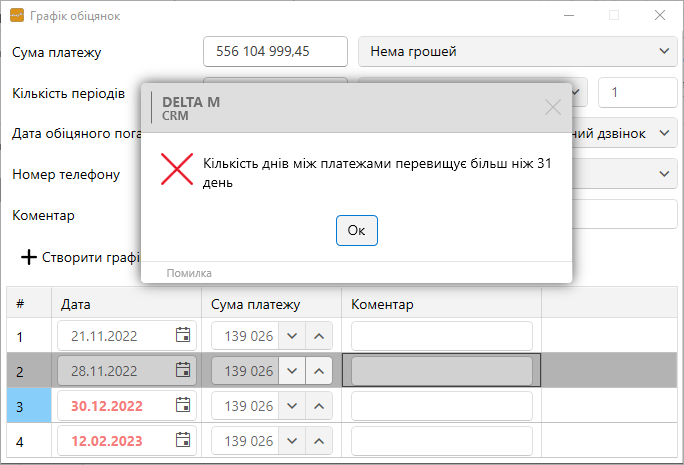 Графік обіцянок
Сума платежу 556 104 999,45 Нема грошей
Кількість періодів 1
DELTA M
CRM
Дата обіцяного пога ний дзвінок
Кількість днів між платежами перевищує більш ніж 31
день
Номер телефону
Коментар
Ок
Створити графі
Помилка
# Дата Сума платежу Коментар
1 21.11.2022 139 026
2 28.11.2022 139 026
3 30.12.2022 139 026
4 12.02.2023 139 026